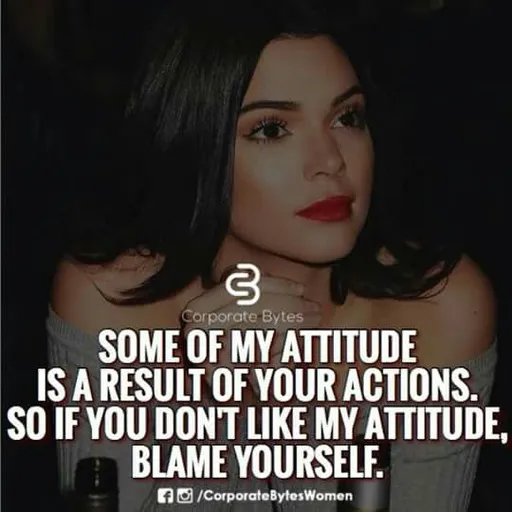 Corporate Bytes
SOME OF MY ATTITUDE
IS A RESULT OF YOUR ACTIONS.
SO IF YOU DON'T LIKE MY ATTITUDE,
BLAME YOURSELF.
/CorporateBytesWomen